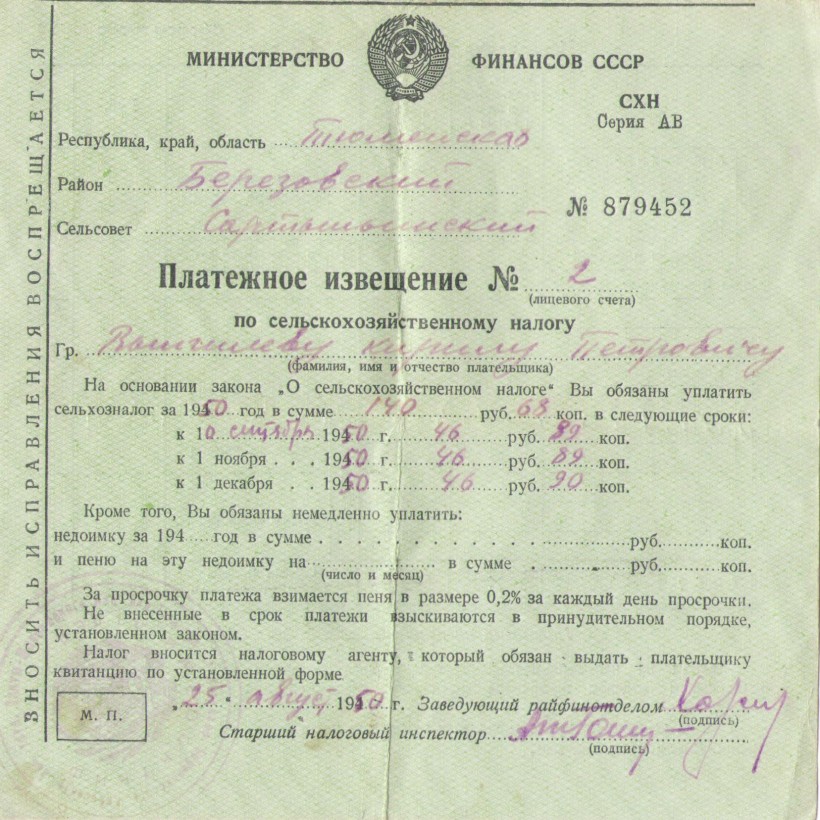 ВНОСИТЬ ИСПРАВЛЕНИЯ ВОСПРЕЩАЕТСЯ
МИНИСТЕРСТВО ФИНАНСОВ СССР
СХН
Серия АВ
Республика, край, область Тюменская
Район Березовский
№ 879452
Сельсовет Сартыньинский
Платежное извещение № 2
(лицевого счета)
по сельскохозяйственному налогу
Гр. Кирилу Петровичу
(фамилия, имя и отчество плательщика)
На основании закона „О сельскохозяйственном налоге“ Вы обязаны уплатить
сельхозналог за 1950 год в сумме 140 руб. 68 коп. в следующие сроки:
к 10 1950 г. 46 руб. 89 коп.
к 1 ноября . . 1950 г. 46 руб. 89 коп.
к 1 декабря . . 1950 г. 46 руб. 90 коп.
Кроме того, Вы обязаны немедленно уплатить:
недоимку за 194 год в сумме руб. коп.
и пеню на эту недоимку на в сумме руб. коп.
(число и месяц)
За просрочку платежа взимается пеня в размере 0,2% за каждый день просрочки.
Не внесенные в срок платежи взыскиваются в принудительном порядке,
установленном законом.
Налог вносится налоговому агенту, который обязан выдать плательщику
квитанцию по установленной форме
„25. август 1950 г. Заведующий райфинотделом
(подпись)
М. П.
Старший налоговый инспектор
(подпись)